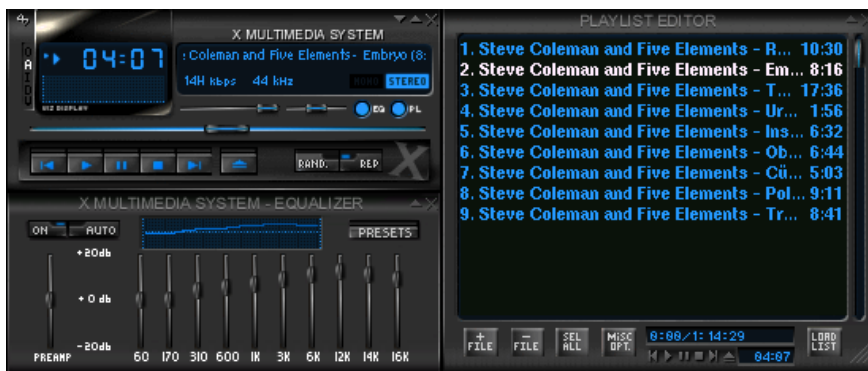 X MULTIMEDIA SYSTEM
O
A
I
D
V
04:07
: Coleman and Five Elements - Embryo (8:
14H kbps 44 kHz
MONO STEREO
VIZ DISPLAY
EQ PL
RAND. REP
X
X MULTIMEDIA SYSTEM - EQUALIZER
ON AUTO PRESETS
+20db
+0 db
-20db
PREAMP 60 170 310 600 1K 3K 6K 12K 14K 16K
PLAYLIST EDITOR
1. Steve Coleman and Five Elements - R... 10:30
2. Steve Coleman and Five Elements - Em... 8:16
3. Steve Coleman and Five Elements - T... 17:36
4. Steve Coleman and Five Elements - Ur... 1:56
5. Steve Coleman and Five Elements - Ins... 6:32
6. Steve Coleman and Five Elements - Ob... 6:44
7. Steve Coleman and Five Elements - Cü... 5:03
8. Steve Coleman and Five Elements - Pol... 9:11
9. Steve Coleman and Five Elements - Tr... 8:41
+ FILE
- FILE
SEL ALL
MISC OPT.
0:00/1:14:29
04:07
LOAD LIST